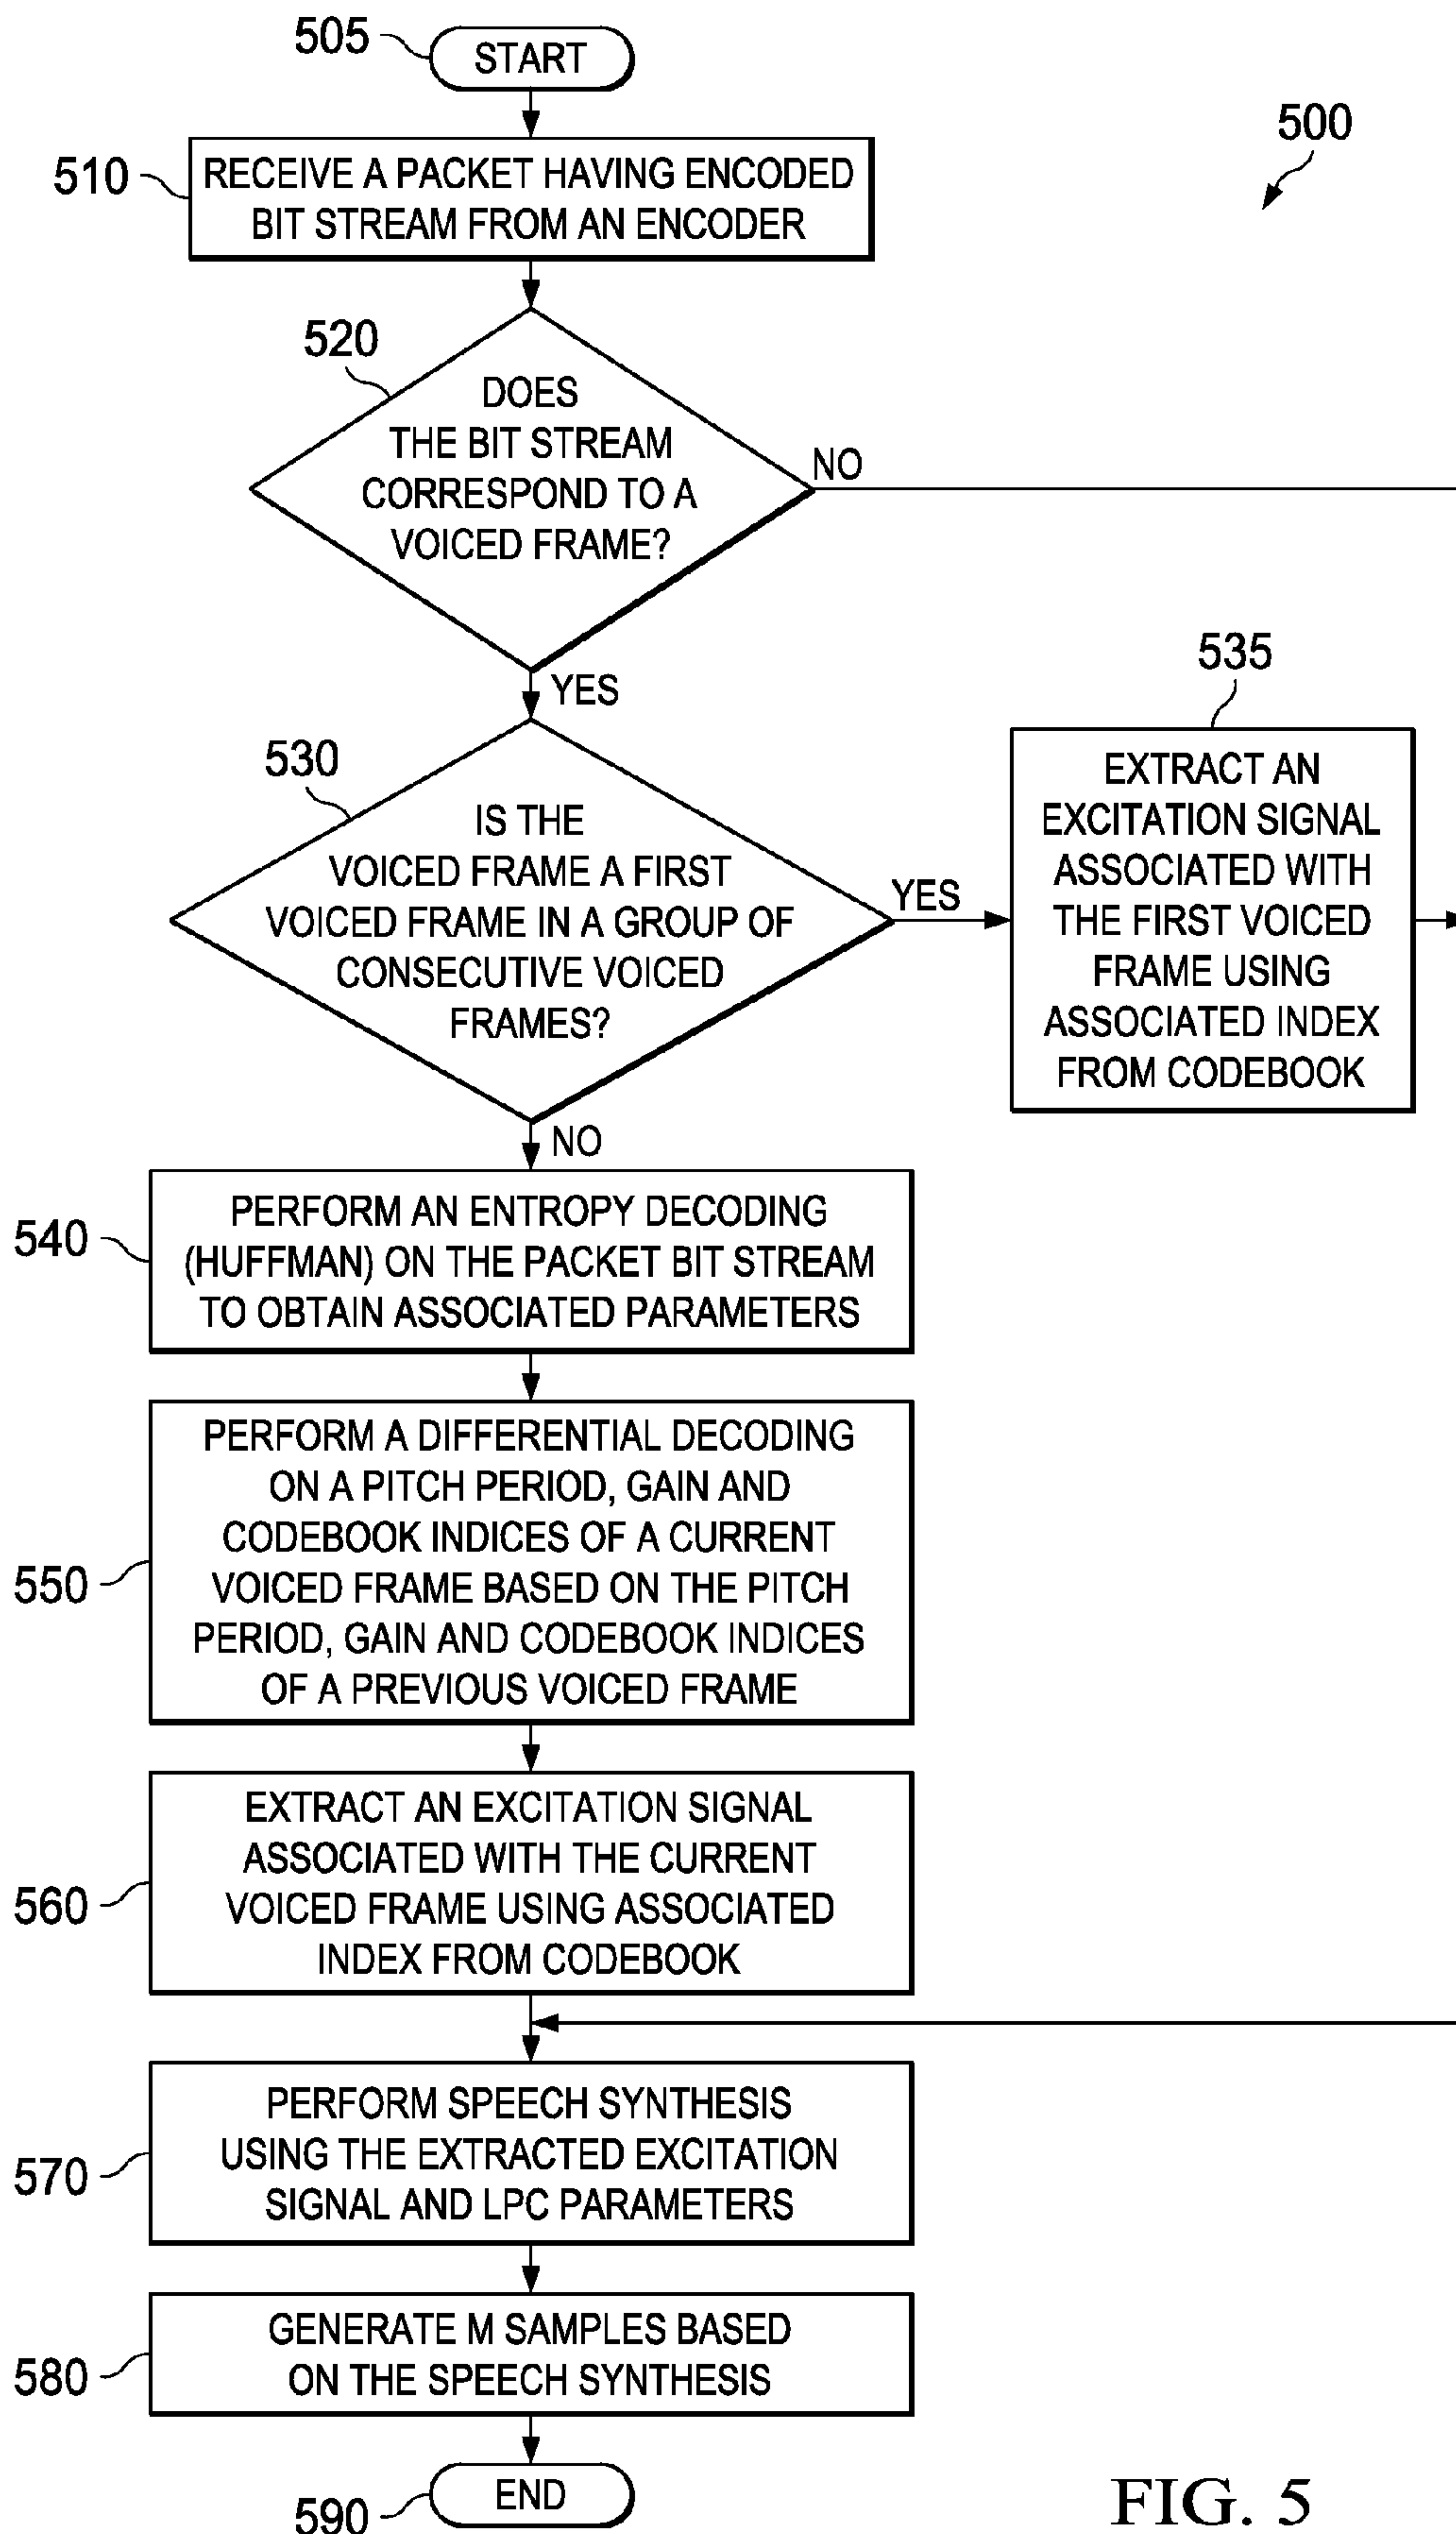 505
START
500
510
RECEIVE A PACKET HAVING ENCODED
BIT STREAM FROM AN ENCODER
520
DOES
THE BIT STREAM
CORRESPOND TO A
VOICED FRAME?
NO
YES
530
IS THE
VOICED FRAME A FIRST
VOICED FRAME IN A GROUP OF
CONSECUTIVE VOICED
FRAMES?
YES
535
EXTRACT AN
EXCITATION SIGNAL
ASSOCIATED WITH
THE FIRST VOICED
FRAME USING
ASSOCIATED INDEX
FROM CODEBOOK
NO
540
PERFORM AN ENTROPY DECODING
(HUFFMAN) ON THE PACKET BIT STREAM
TO OBTAIN ASSOCIATED PARAMETERS
550
PERFORM A DIFFERENTIAL DECODING
ON A PITCH PERIOD, GAIN AND
CODEBOOK INDICES OF A CURRENT
VOICED FRAME BASED ON THE PITCH
PERIOD, GAIN AND CODEBOOK INDICES
OF A PREVIOUS VOICED FRAME
560
EXTRACT AN EXCITATION SIGNAL
ASSOCIATED WITH THE CURRENT
VOICED FRAME USING ASSOCIATED
INDEX FROM CODEBOOK
570
PERFORM SPEECH SYNTHESIS
USING THE EXTRACTED EXCITATION
SIGNAL AND LPC PARAMETERS
580
GENERATE M SAMPLES BASED
ON THE SPEECH SYNTHESIS
590
END
FIG. 5